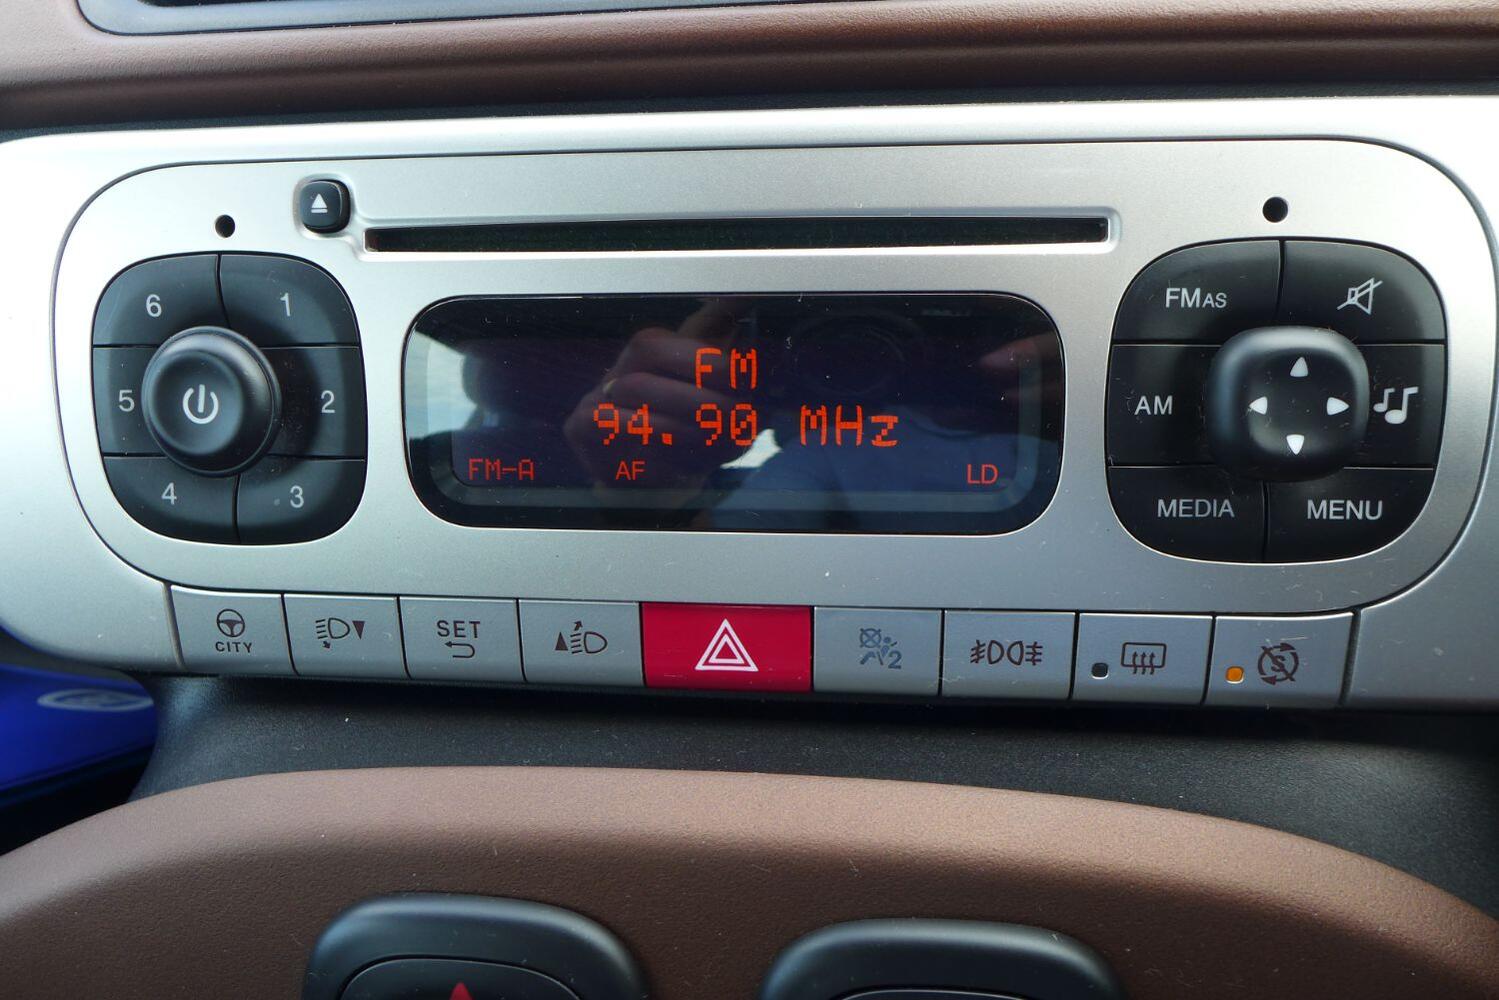 6 1
FMAS
5 2
AM
4 3
MEDIA MENU
FM
94.90 MHz
FM-A AF LD
CITY
SET
2